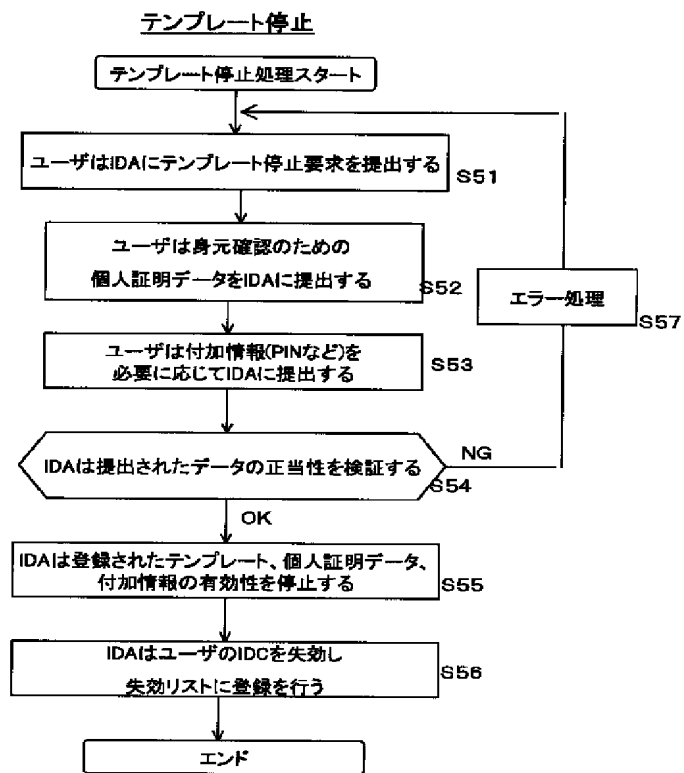 テンプレート停止
テンプレート停止処理スタート
ユーザはIDAにテンプレート停止要求を提出する
S51
ユーザは身元確認のための
個人証明データをIDAに提出する
S52
エラー処理
S57
ユーザは付加情報(PINなど)を
必要に応じてIDAに提出する
S53
IDAは提出されたデータの正当性を検証する
NG
S54
OK
IDAは登録されたテンプレート、個人証明データ、
付加情報の有効性を停止する
S55
IDAはユーザのIDCを失効し
失効リストに登録を行う
S56
エンド